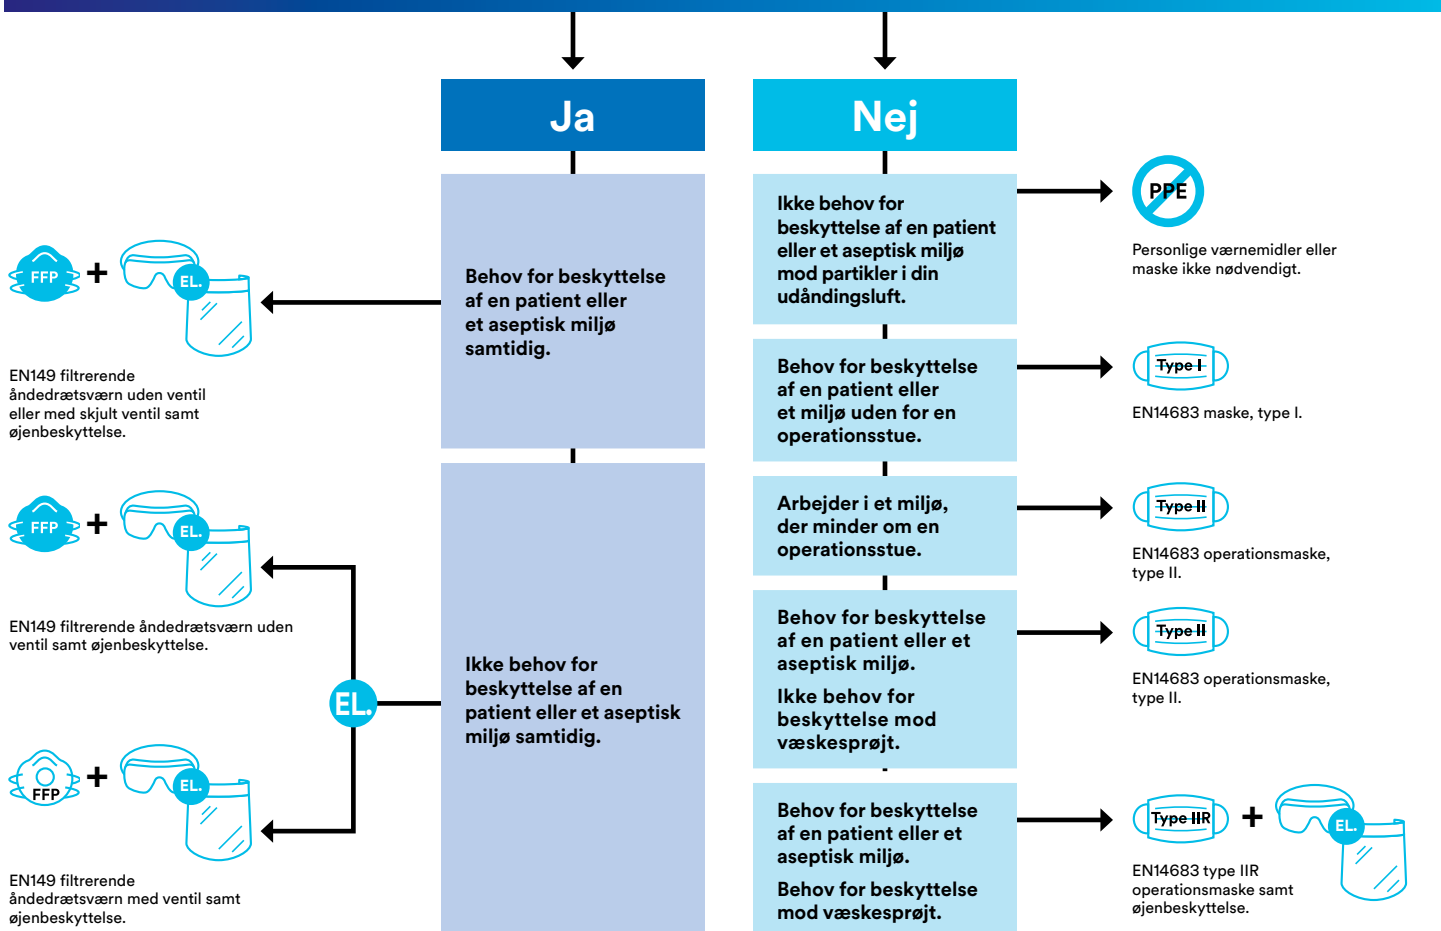 Ja
Behov for beskyttelse
af en patient eller
et aseptisk miljø
samtidig.
FFP
+
EL.
EN149 filtrerende
åndedrætsværn uden ventil
eller med skjult ventil samt
øjenbeskyttelse.
Ikke behov for
beskyttelse af en
patient eller et aseptisk
miljø samtidig.
EL.
FFP
+
EL.
EN149 filtrerende åndedrætsværn uden
ventil samt øjenbeskyttelse.
FFP
+
EL.
EN149 filtrerende
åndedrætsværn med ventil samt
øjenbeskyttelse.
Nej
Ikke behov for
beskyttelse af en patient
eller et aseptisk miljø
mod partikler i din
udåndingsluft.
PPE
Personlige værnemidler eller
maske ikke nødvendigt.
Behov for beskyttelse
af en patient eller
et miljø uden for en
operationsstue.
Type I
EN14683 maske, type I.
Arbejder i et miljø,
der minder om en
operationsstue.
Type II
EN14683 operationsmaske,
type II.
Behov for beskyttelse
af en patient eller et
aseptisk miljø.
Ikke behov for
beskyttelse mod
væskesprøjt.
Type II
EN14683 operationsmaske,
type II.
Behov for beskyttelse
af en patient eller et
aseptisk miljø.
Behov for beskyttelse
mod væskesprøjt.
Type IIR
+
EL.
EN14683 type IIR
operationsmaske samt
øjenbeskyttelse.